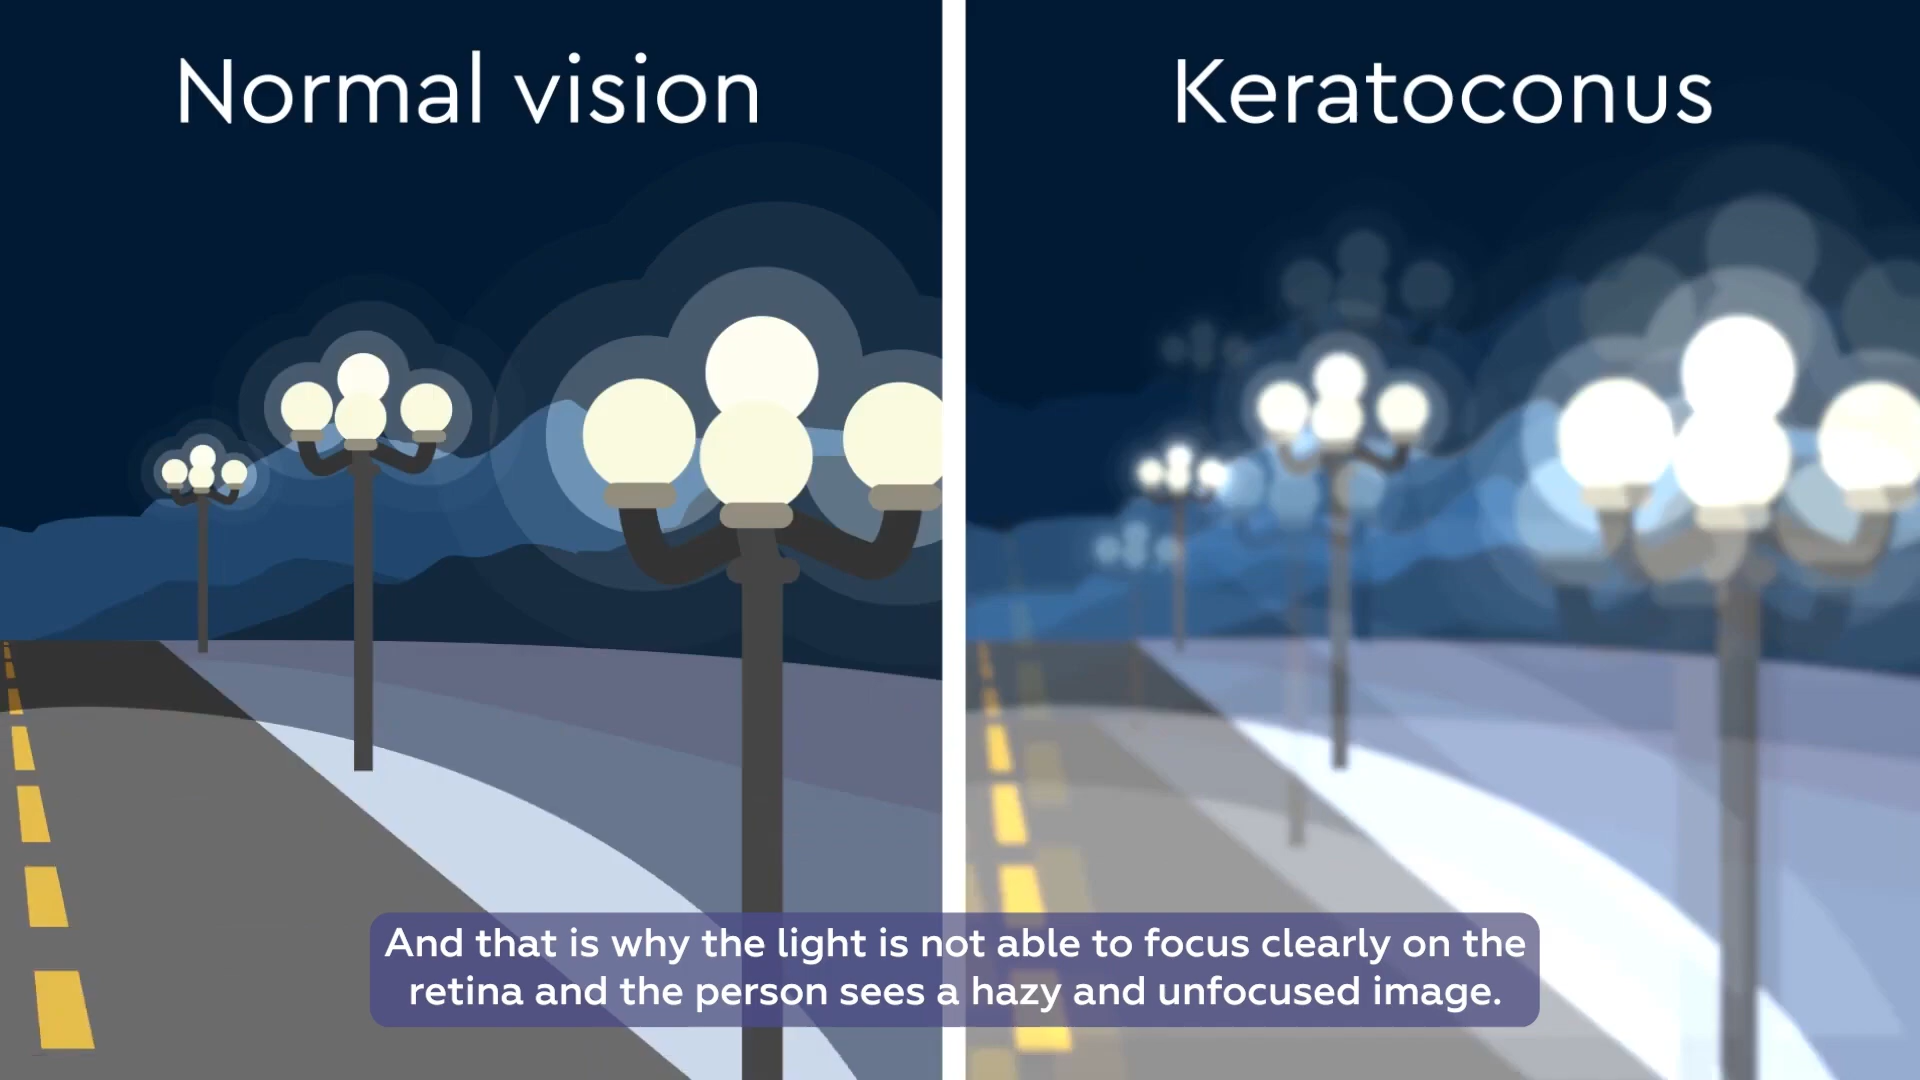 Normal vision
Keratoconus
And that is why the light is not able to focus clearly on the
retina and the person sees a hazy and unfocused image.